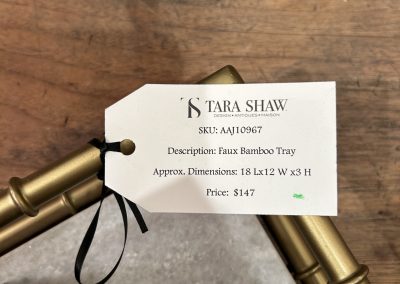 TS TARA SHAW
DESIGN • ANTIQUES • MAISON
SKU: AAJ10967
Description: Faux Bamboo Tray
Approx. Dimensions: 18 Lx12 W x3 H
Price: $147